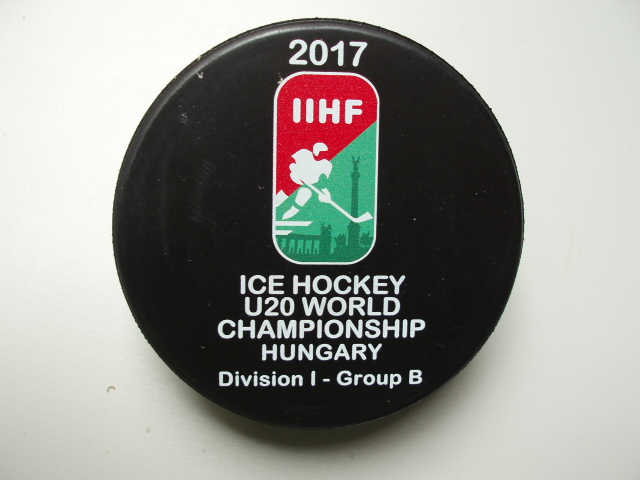 2017
IIHF
ICE HOCKEY
U20 WORLD
CHAMPIONSHIP
HUNGARY
Division I - Group B